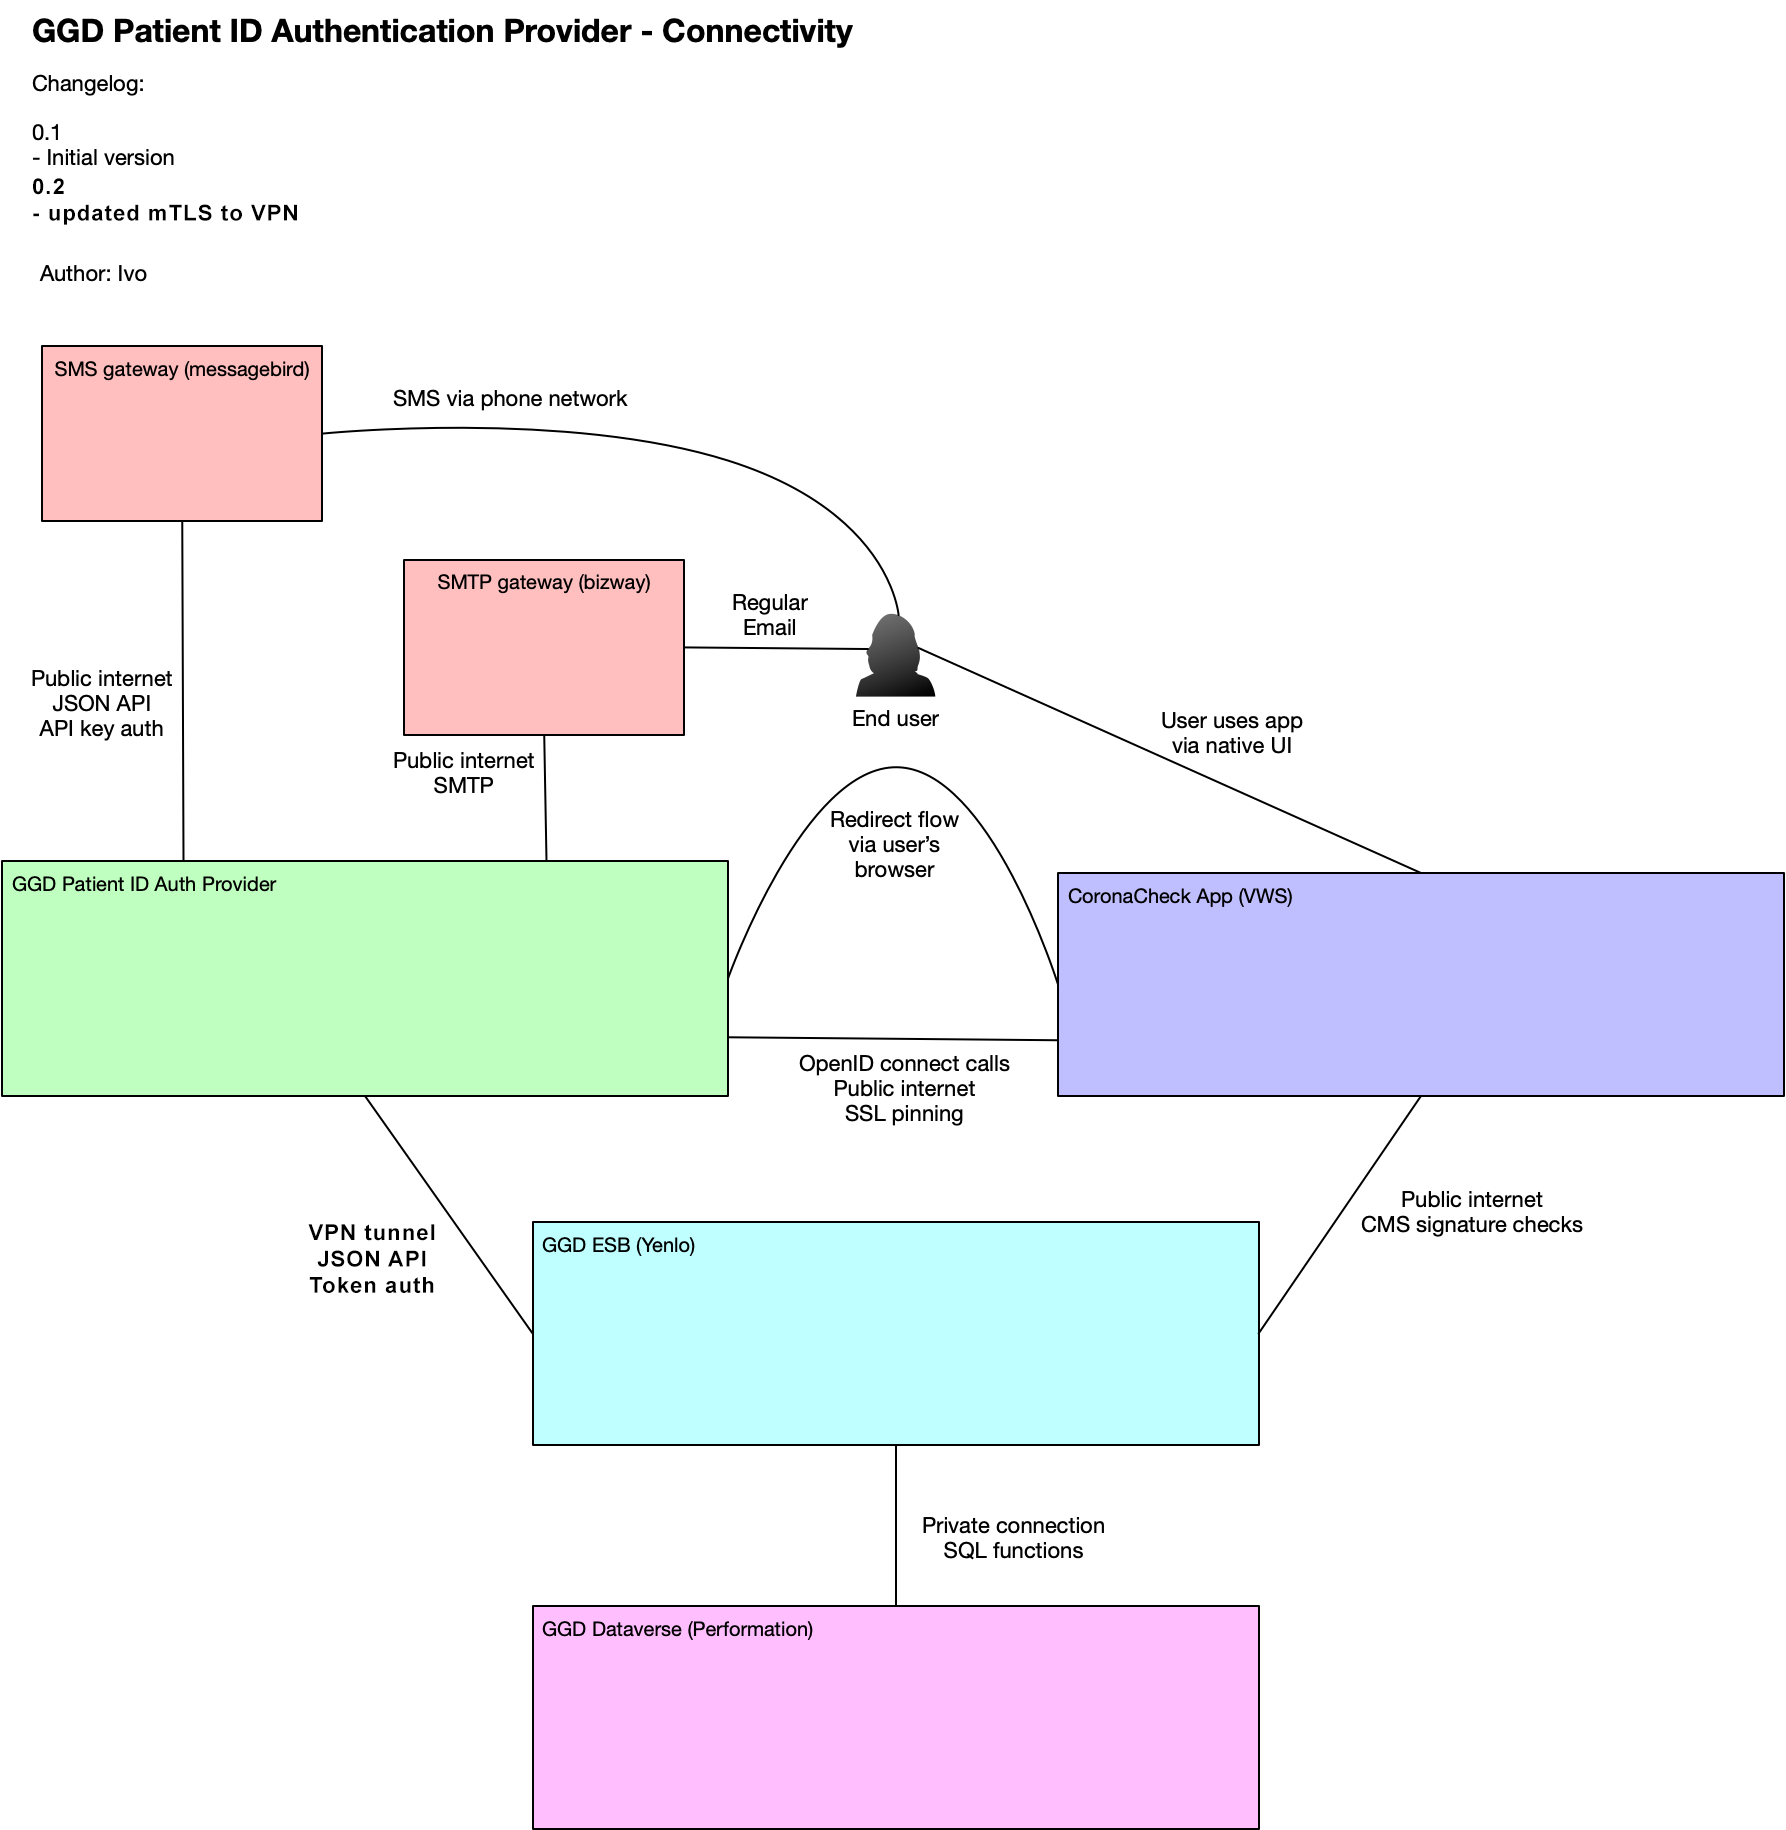 GGD Patient ID Authentication Provider - Connectivity
Changelog:
0.1
- Initial version
0.2
- updated mTLS to VPN
Author: Ivo
SMS gateway (messagebird)
SMS via phone network
SMTP gateway (bizway)
Regular
Email
End user
Public internet
JSON API
API key auth
Public internet
SMTP
User uses app
via native UI
Redirect flow
via user’s
browser
GGD Patient ID Auth Provider
CoronaCheck App (VWS)
OpenID connect calls
Public internet
SSL pinning
VPN tunnel
JSON API
Token auth
Public internet
CMS signature checks
GGD ESB (Yenlo)
Private connection
SQL functions
GGD Dataverse (Performation)